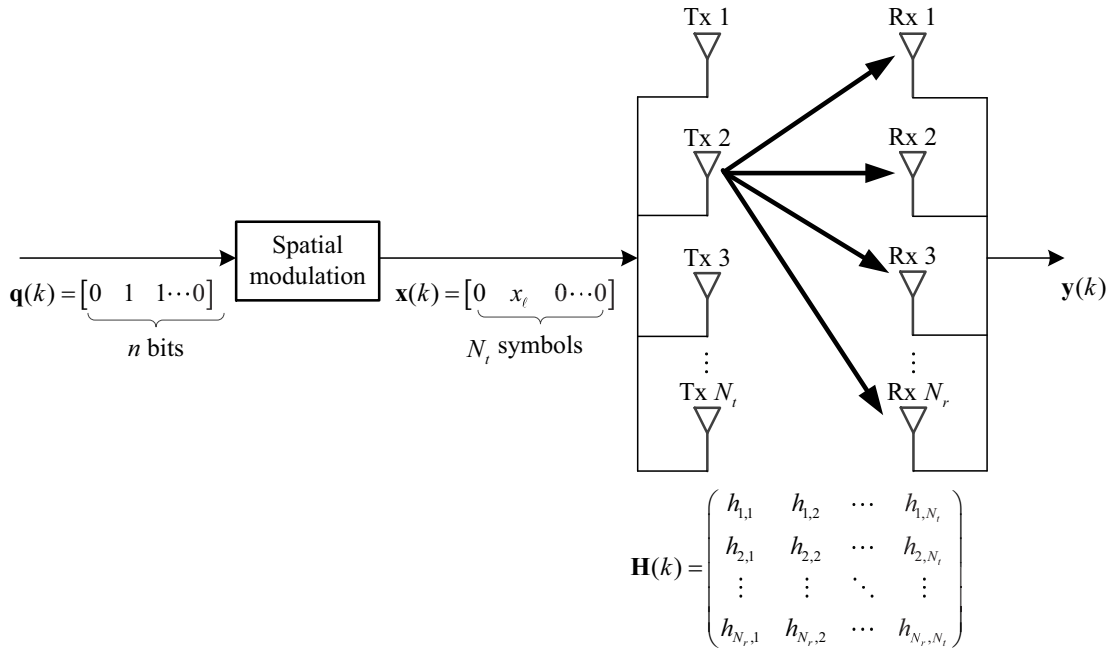 Tx 1
Rx 1
Tx 2
Rx 2
Spatial
modulation
Tx 3
Rx 3
q(k) = [0 1 1⋯0]
n bits
x(k) = [0 x_ℓ 0⋯0]
N_t symbols
y(k)
⋮ ⋮
Tx N_t
Rx N_r
H(k) = ( h_{1,1} h_{1,2} ⋯ h_{1,N_t}
h_{2,1} h_{2,2} ⋯ h_{2,N_t}
⋮ ⋮ ⋱ ⋮
h_{N_r,1} h_{N_r,2} ⋯ h_{N_r,N_t} )